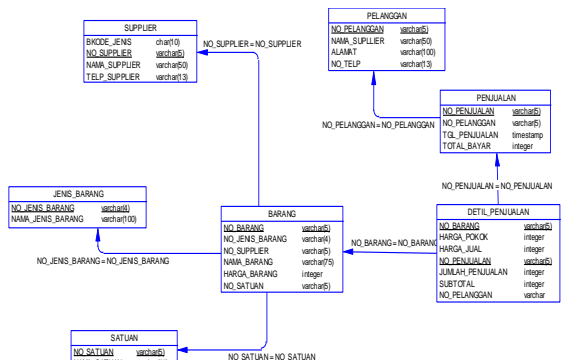 SUPPLIER
BKODE_JENIS char(10)
NO_SUPPLIER varchar(5)
NAMA_SUPPLIER varchar(50)
TELP_SUPPLIER varchar(13)
NO_SUPPLIER = NO_SUPPLIER
PELANGGAN
NO_PELANGGAN varchar(5)
NAMA_SUPLLIER varchar(50)
ALAMAT varchar(100)
NO_TELP varchar(13)
NO_PELANGGAN = NO_PELANGGAN
PENJUALAN
NO_PENJUALAN varchar(5)
NO_PELANGGAN varchar(5)
TGL_PENJUALAN timestamp
TOTAL_BAYAR integer
NO_PENJUALAN = NO_PENJUALAN
JENIS_BARANG
NO_JENIS_BARANG varchar(4)
NAMA_JENIS_BARANG varchar(100)
NO_JENIS_BARANG = NO_JENIS_BARANG
BARANG
NO_BARANG varchar(5)
NO_JENIS_BARANG varchar(4)
NO_SUPPLIER varchar(5)
NAMA_BARANG varchar(75)
HARGA_BARANG integer
NO_SATUAN varchar(5)
NO_BARANG = NO_BARANG
DETIL_PENJUALAN
NO_BARANG varchar(5)
HARGA_POKOK integer
HARGA_JUAL integer
NO_PENJUALAN varchar(5)
JUMLAH_PENJUALAN integer
SUBTOTAL integer
NO_PELANGGAN varchar
SATUAN
NO_SATUAN varchar(5)
NO_SATUAN = NO_SATUAN